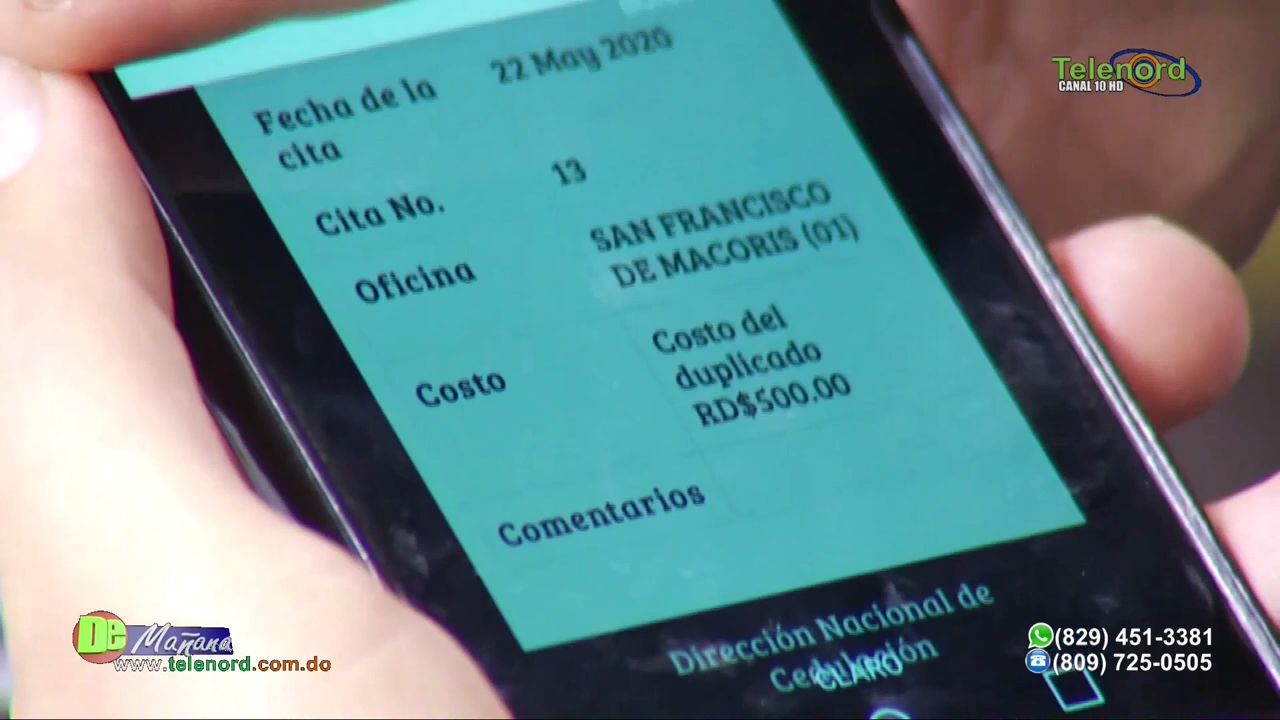 22 May 2020
Fecha de la
cita
13
Cita No.
SAN FRANCISCO
DE MACORIS (01)
Oficina
Costo del
duplicado
RD$500.00
Costo
Comentarios
Dirección Nacional de
Cedulación
CLARO
Telenord
CANAL 10 HD
De Mañana
www.telenord.com.do
(829) 451-3381
(809) 725-0505